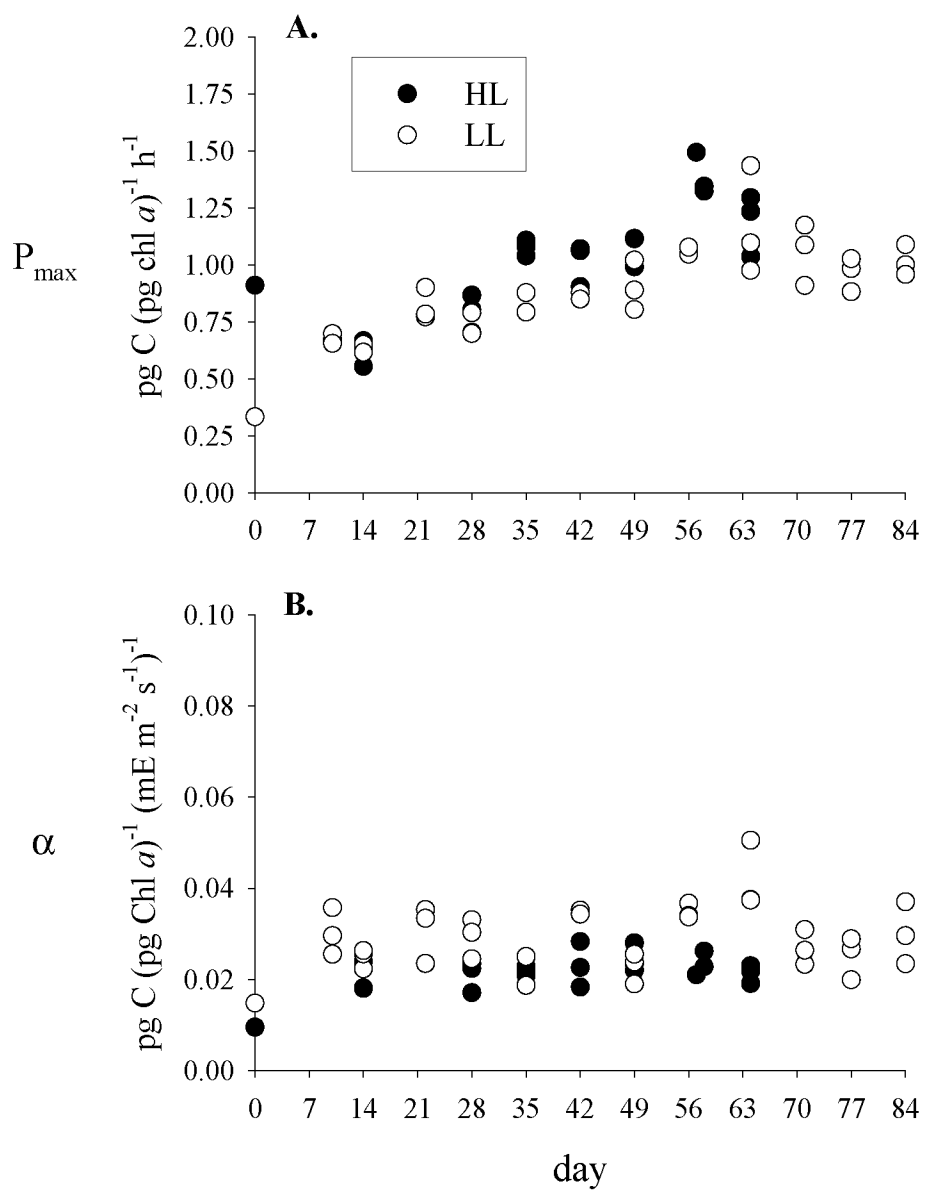 A.
2.00
1.75
1.50
1.25
1.00
0.75
0.50
0.25
0.00
HL
LL
P_max
pg C (pg chl a)^-1 h^-1
0 7 14 21 28 35 42 49 56 63 70 77 84
B.
0.10
0.08
0.06
0.04
0.02
0.00
α
pg C (pg Chl a)^-1 (mE m^-2 s^-1)^-1
0 7 14 21 28 35 42 49 56 63 70 77 84
day